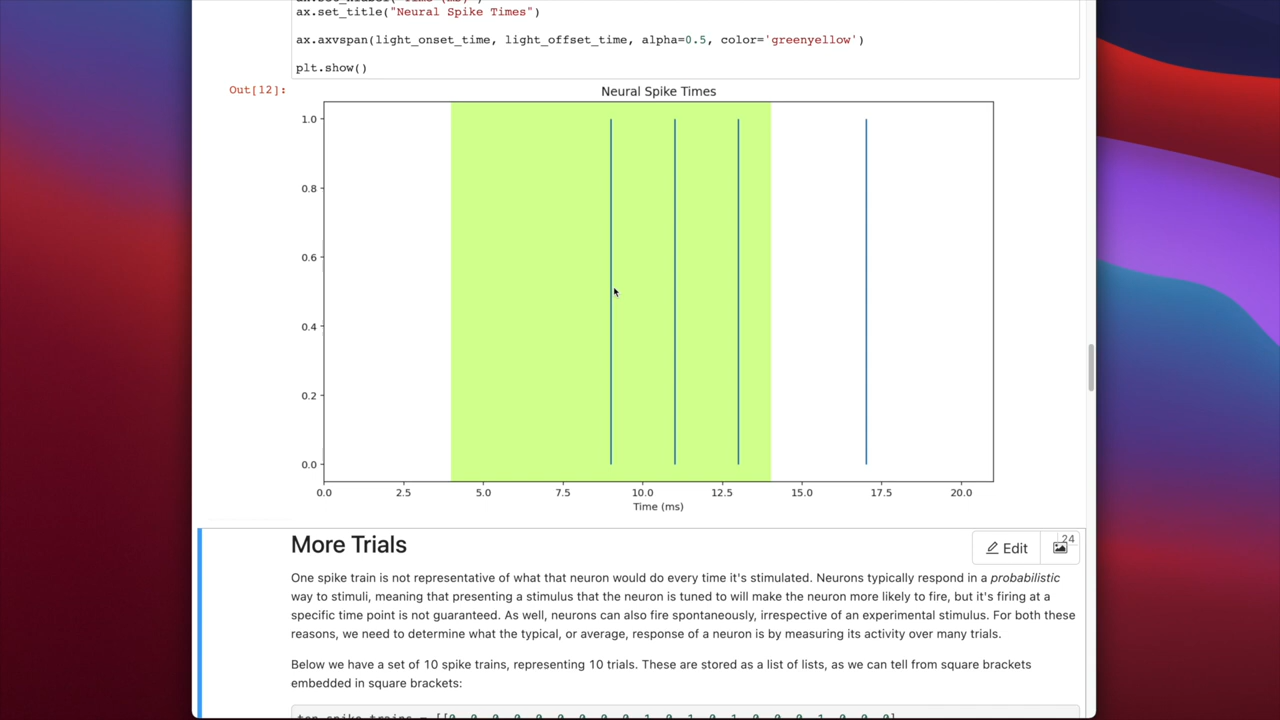 ax.set_title("Neural Spike Times")
ax.axvspan(light_onset_time, light_offset_time, alpha=0.5, color='greenyellow')
plt.show()
Out[12]:
Neural Spike Times
1.0
0.8
0.6
0.4
0.2
0.0
0.0 2.5 5.0 7.5 10.0 12.5 15.0 17.5 20.0
Time (ms)
More Trials
Edit
24
One spike train is not representative of what that neuron would do every time it's stimulated. Neurons typically respond in a probabilistic
way to stimuli, meaning that presenting a stimulus that the neuron is tuned to will make the neuron more likely to fire, but it's firing at a
specific time point is not guaranteed. As well, neurons can also fire spontaneously, irrespective of an experimental stimulus. For both these
reasons, we need to determine what the typical, or average, response of a neuron is by measuring its activity over many trials.
Below we have a set of 10 spike trains, representing 10 trials. These are stored as a list of lists, as we can tell from square brackets
embedded in square brackets: